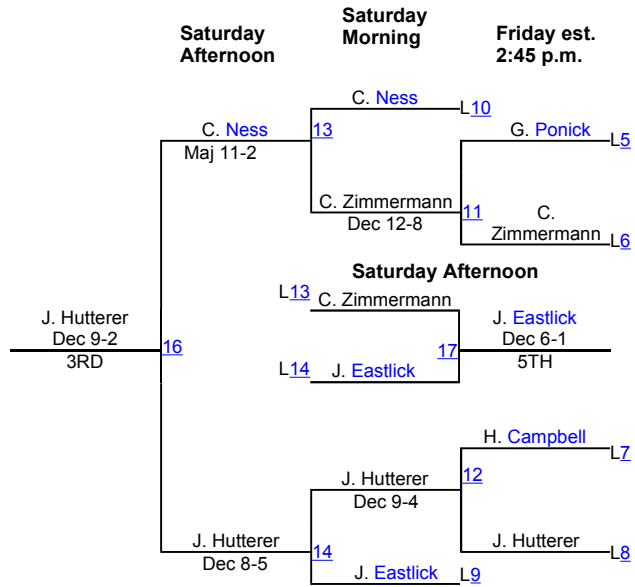 Saturday
Afternoon
Saturday
Morning
Friday est.
2:45 p.m.
C. Ness
L10
C. Ness
13
G. Ponick
L5
Maj 11-2
C. Zimmermann
11
Dec 12-8
C.
Zimmermann
L6
Saturday Afternoon
L13
C. Zimmermann
J. Hutterer
Dec 9-2
3RD
16
17
J. Eastlick
Dec 6-1
5TH
L14
J. Eastlick
H. Campbell
L7
J. Hutterer
12
Dec 9-4
J. Hutterer
14
Dec 8-5
J. Hutterer
L8
J. Eastlick
L9